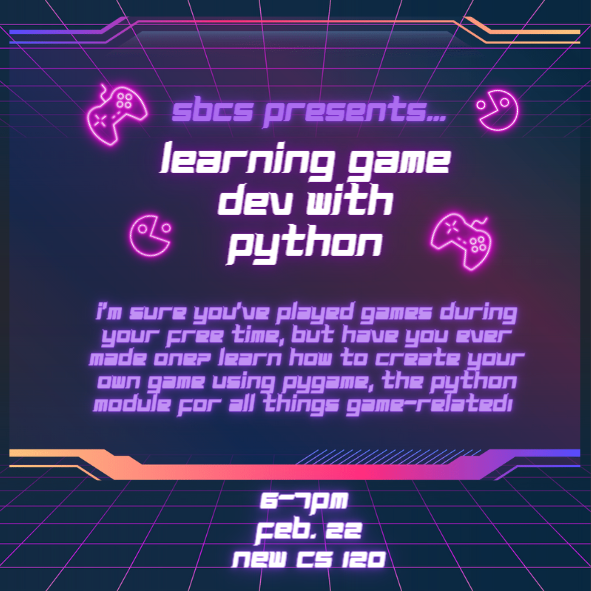 sbcs presents...
learning game
dev with
python
i'm sure you've played games during
your free time, but have you ever
made one? learn how to create your
own game using pygame, the python
module for all things game-related!
6-7pm
feb. 22
new cs 120